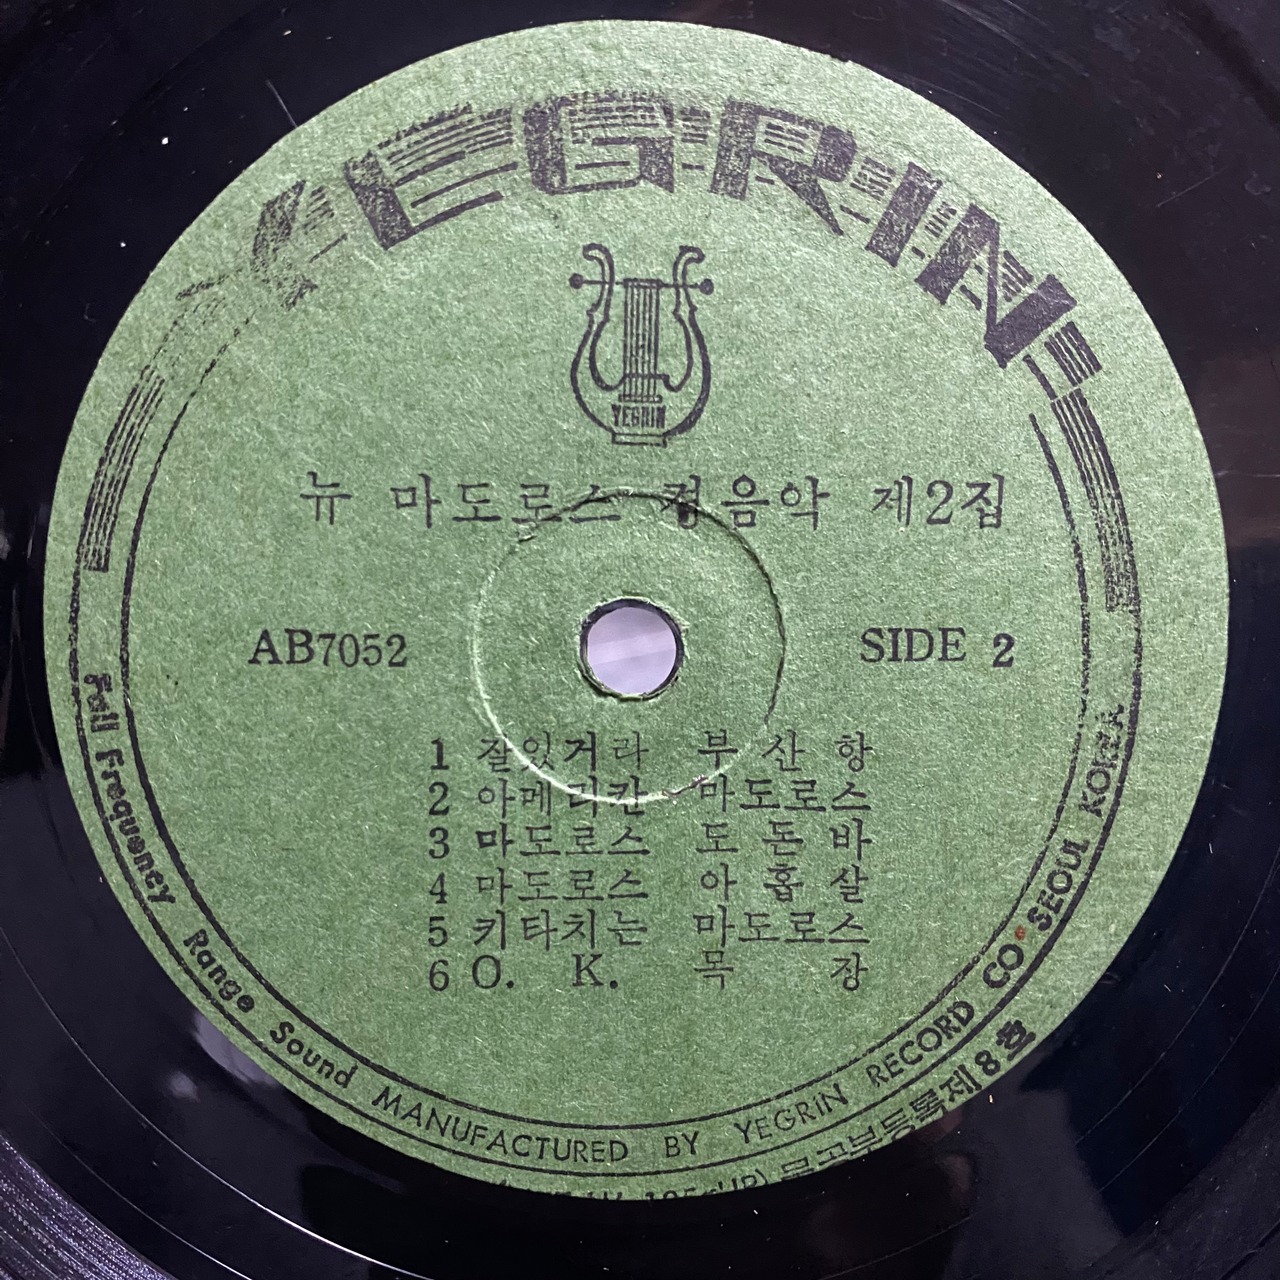 YEGRIN
YEGRIN
뉴 마도로스 경음악 제2집
AB7052
SIDE 2
1 잘있거라 부산항
2 아메리칸 마도로스
3 마도로스 도돈바
4 마도로스 아홉살
5 키타치는 마도로스
6 O. K. 목장
Full Frequency Range Sound MANUFACTURED BY YEGRIN RECORD CO·SEOUL KOREA
문공부등록제8호